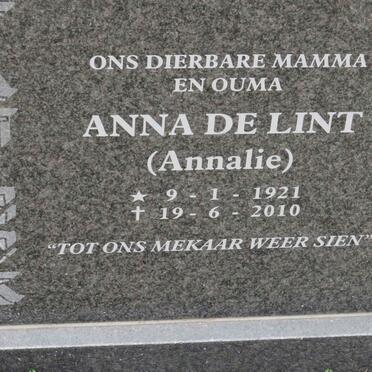 ONS DIERBARE MAMMA
EN OUMA
ANNA DE LINT
(Annalie)
★ 9 - 1 - 1921
✝ 19 - 6 - 2010
"TOT ONS MEKAAR WEER SIEN"